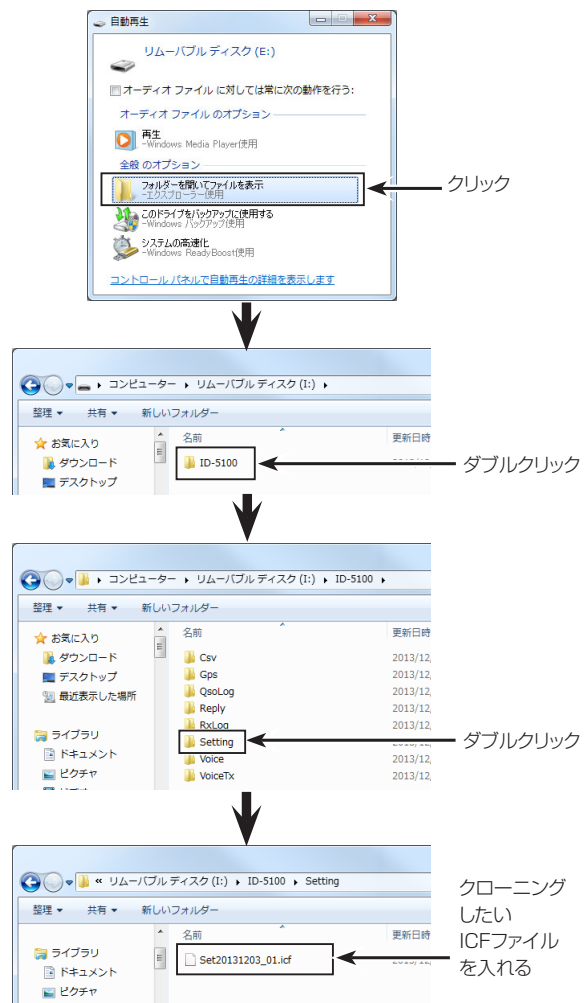 自動再生
リムーバブル ディスク (E:)
オーディオ ファイル に対しては常に次の動作を行う:
オーディオ ファイル のオプション
再生
-Windows Media Player使用
全般 のオプション
フォルダーを開いてファイルを表示
-エクスプローラー使用
クリック
このドライブをバックアップに使用する
-Windows バックアップ使用
システムの高速化
-Windows ReadyBoost使用
コントロール パネルで自動再生の詳細を表示します
コンピューター ▸ リムーバブル ディスク (I:) ▸
整理 ▼ 共有 ▼ 新しいフォルダー
お気に入り
ダウンロード
デスクトップ
名前 更新日時
ID-5100
ダブルクリック
コンピューター ▸ リムーバブル ディスク (I:) ▸ ID-5100 ▸
整理 ▼ 共有 ▼ 新しいフォルダー
お気に入り
ダウンロード
デスクトップ
最近表示した場所
ライブラリ
ドキュメント
ピクチャ
名前 更新日時
Csv 2013/12,
Gps 2013/12,
QsoLog 2013/12,
Reply 2013/12,
RxLog 2013/12,
Setting
Voice 2013/12,
VoiceTx 2013/12,
ダブルクリック
« リムーバブル ディスク (I:) ▸ ID-5100 ▸ Setting
整理 ▼ 共有 ▼ 新しいフォルダー
ライブラリ
ドキュメント
ピクチャ
名前 更新日時
Set20131203_01.icf
クローニング
したい
ICFファイル
を入れる